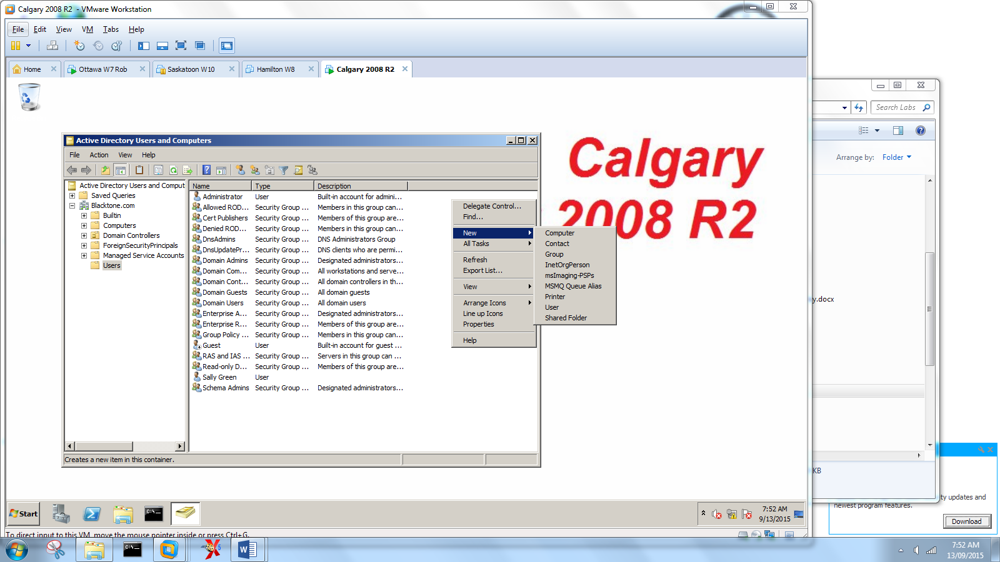 Calgary 2008 R2 - VMware Workstation
File Edit View VM Tabs Help
Home Ottawa W7 Rob Saskatoon W10 Hamilton W8 Calgary 2008 R2
Active Directory Users and Computers
File Action View Help
Active Directory Users and Comput
Saved Queries
Blacktone.com
Builtin
Computers
Domain Controllers
ForeignSecurityPrincipals
Managed Service Accounts
Users
Name Type Description
Administrator User Built-in account for admini...
Allowed ROD... Security Group ... Members in this group can...
Cert Publishers Security Group ... Members of this group are...
Denied ROD... Security Group ... Members in this group can...
DnsAdmins Security Group ... DNS Administrators Group
DnsUpdatePr... Security Group ... DNS clients who are permi...
Domain Admins Security Group ... Designated administrators...
Domain Com... Security Group ... All workstations and serve...
Domain Cont... Security Group ... All domain controllers in th...
Domain Guests Security Group ... All domain guests
Domain Users Security Group ... All domain users
Enterprise A... Security Group ... Designated administrators...
Enterprise R... Security Group ... Members of this group are...
Group Policy ... Security Group ... Members in this group can...
Guest User Built-in account for guest ...
RAS and IAS ... Security Group ... Servers in this group can ...
Read-only D... Security Group ... Members of this group are...
Sally Green User
Schema Admins Security Group ... Designated administrators...
Delegate Control...
Find...
New
All Tasks
Refresh
Export List...
View
Arrange Icons
Line up Icons
Properties
Help
Computer
Contact
Group
InetOrgPerson
msImaging-PSPs
MSMQ Queue Alias
Printer
User
Shared Folder
Creates a new item in this container.
Calgary
2008 R2
Search Labs
Arrange by: Folder
y.docx
KB
ty updates and
newest program features.
Download
Start
7:52 AM
9/13/2015
To direct input to this VM, move the mouse pointer inside or press Ctrl+G.
7:52 AM
13/09/2015